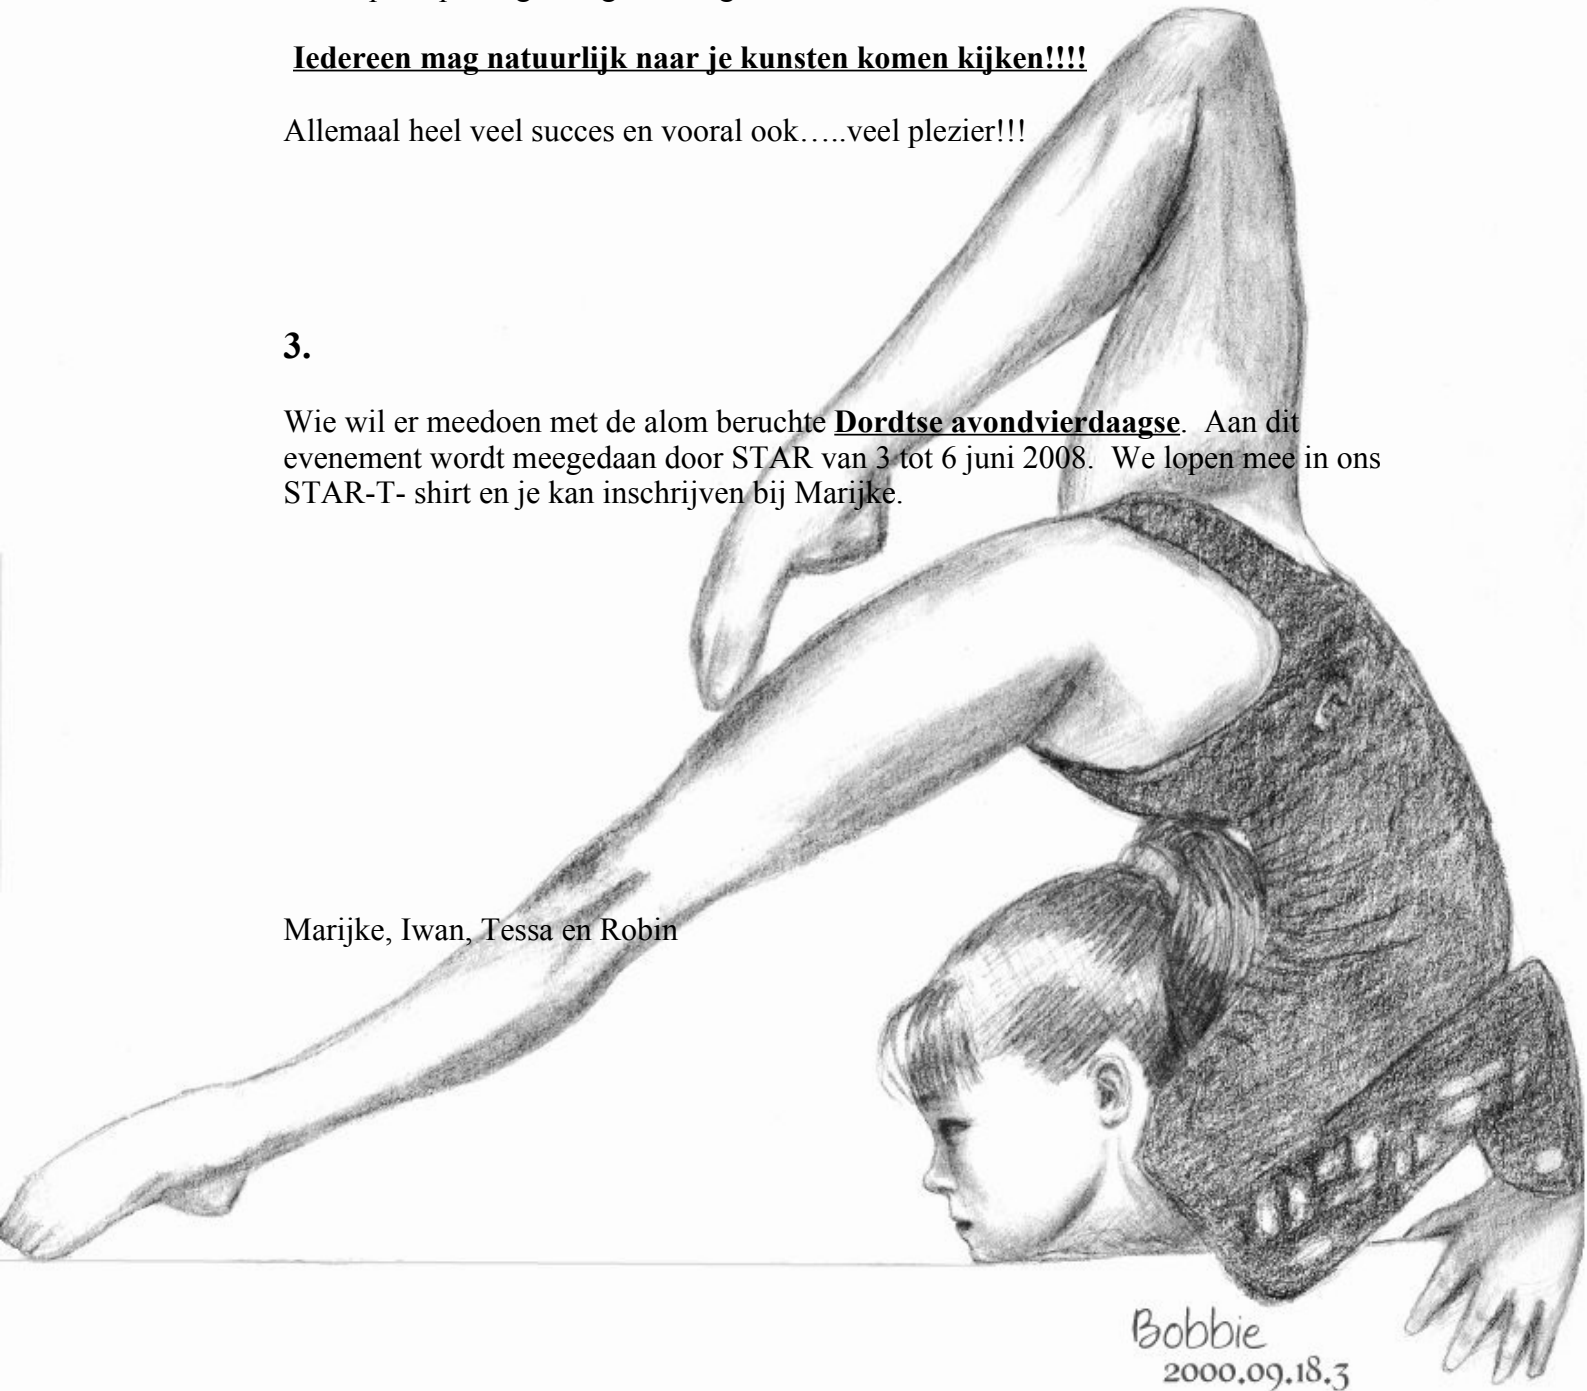 Iedereen mag natuurlijk naar je kunsten komen kijken!!!!
Allemaal heel veel succes en vooral ook…..veel plezier!!!
3.
Wie wil er meedoen met de alom beruchte Dordtse avondvierdaagse.  Aan dit
evenement wordt meegedaan door STAR van 3 tot 6 juni 2008.  We lopen mee in ons
STAR-T- shirt en je kan inschrijven bij Marijke.
Marijke, Iwan, Tessa en Robin
Bobbie
2000.09.18.3